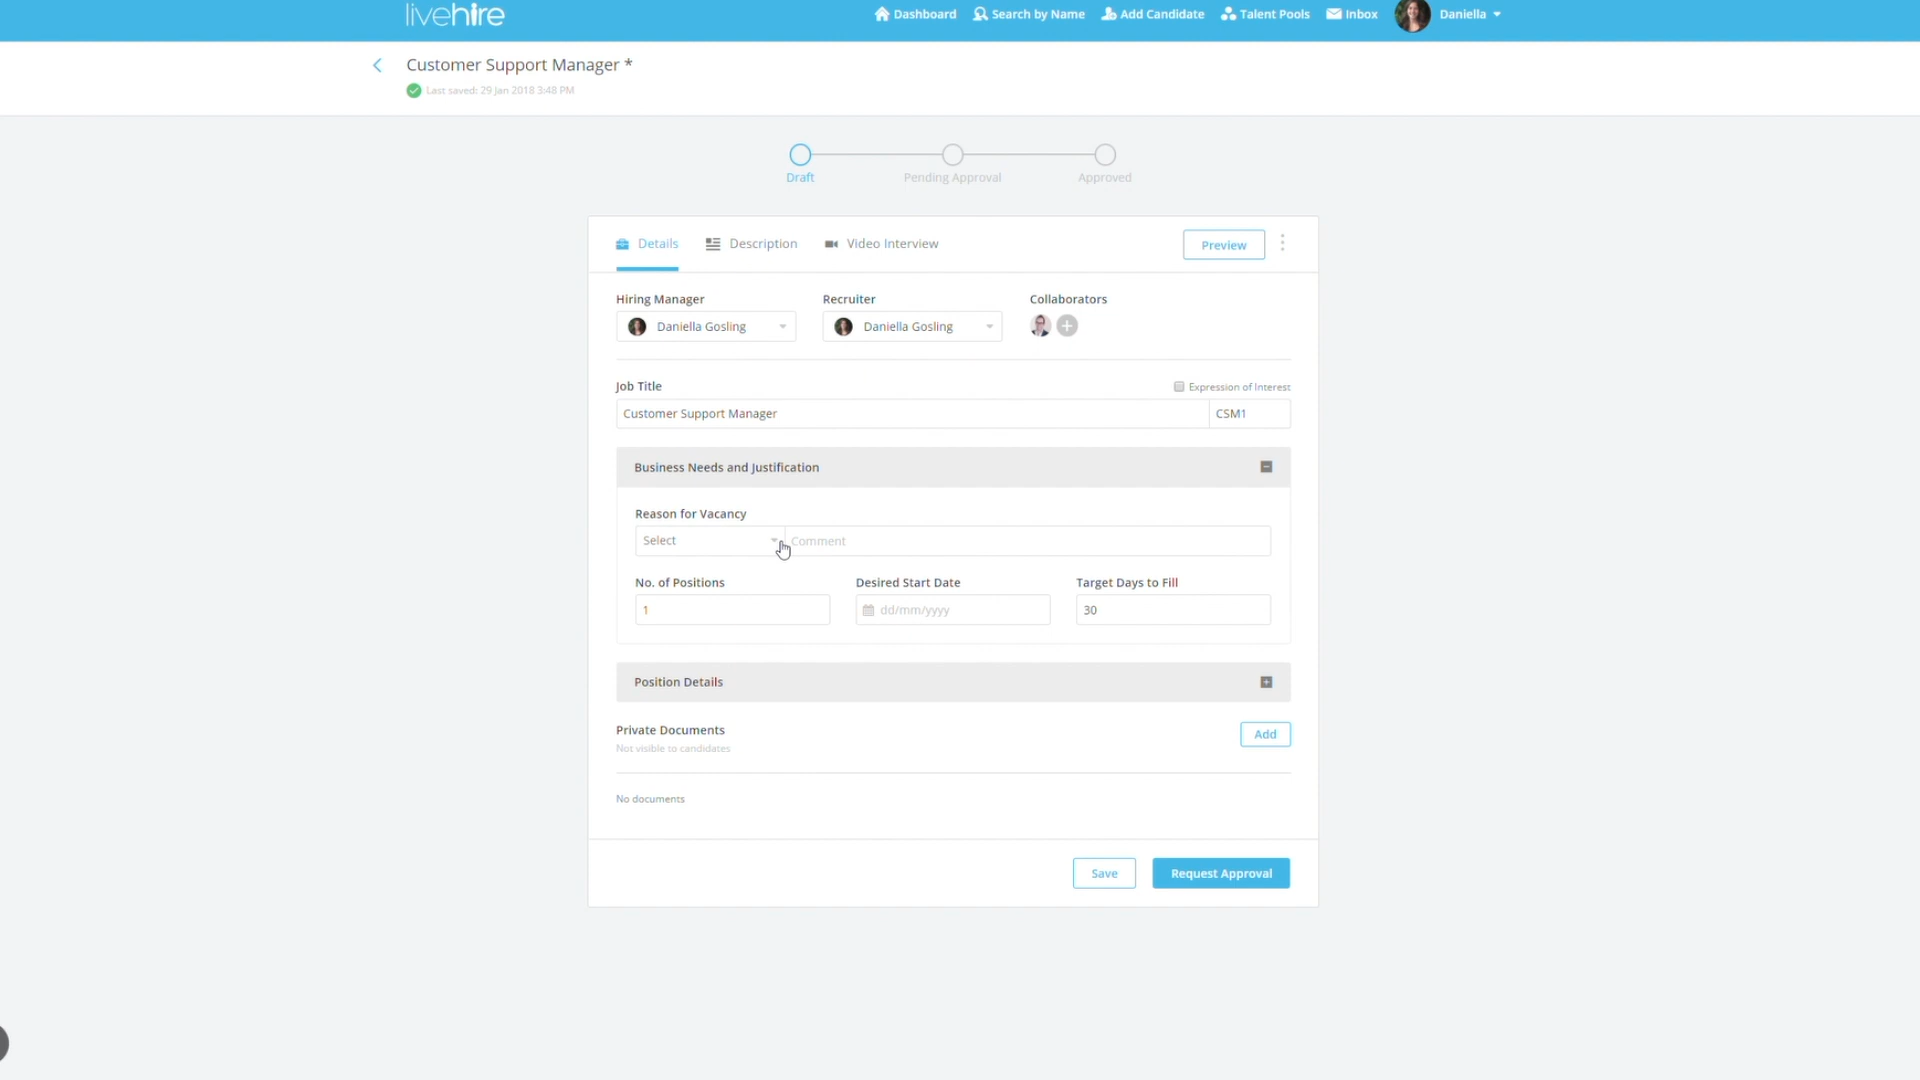 livehire
Dashboard Search by Name Add Candidate Talent Pools Inbox Daniella
Customer Support Manager *
Last saved: 29 Jan 2018 3:48 PM
Draft Pending Approval Approved
Details Description Video Interview Preview
Hiring Manager Recruiter Collaborators
Daniella Gosling Daniella Gosling
Job Title Expression of Interest
Customer Support Manager CSM1
Business Needs and Justification
Reason for Vacancy
Select Comment
No. of Positions Desired Start Date Target Days to Fill
1 dd/mm/yyyy 30
Position Details
Private Documents Add
Not visible to candidates
No documents
Save Request Approval